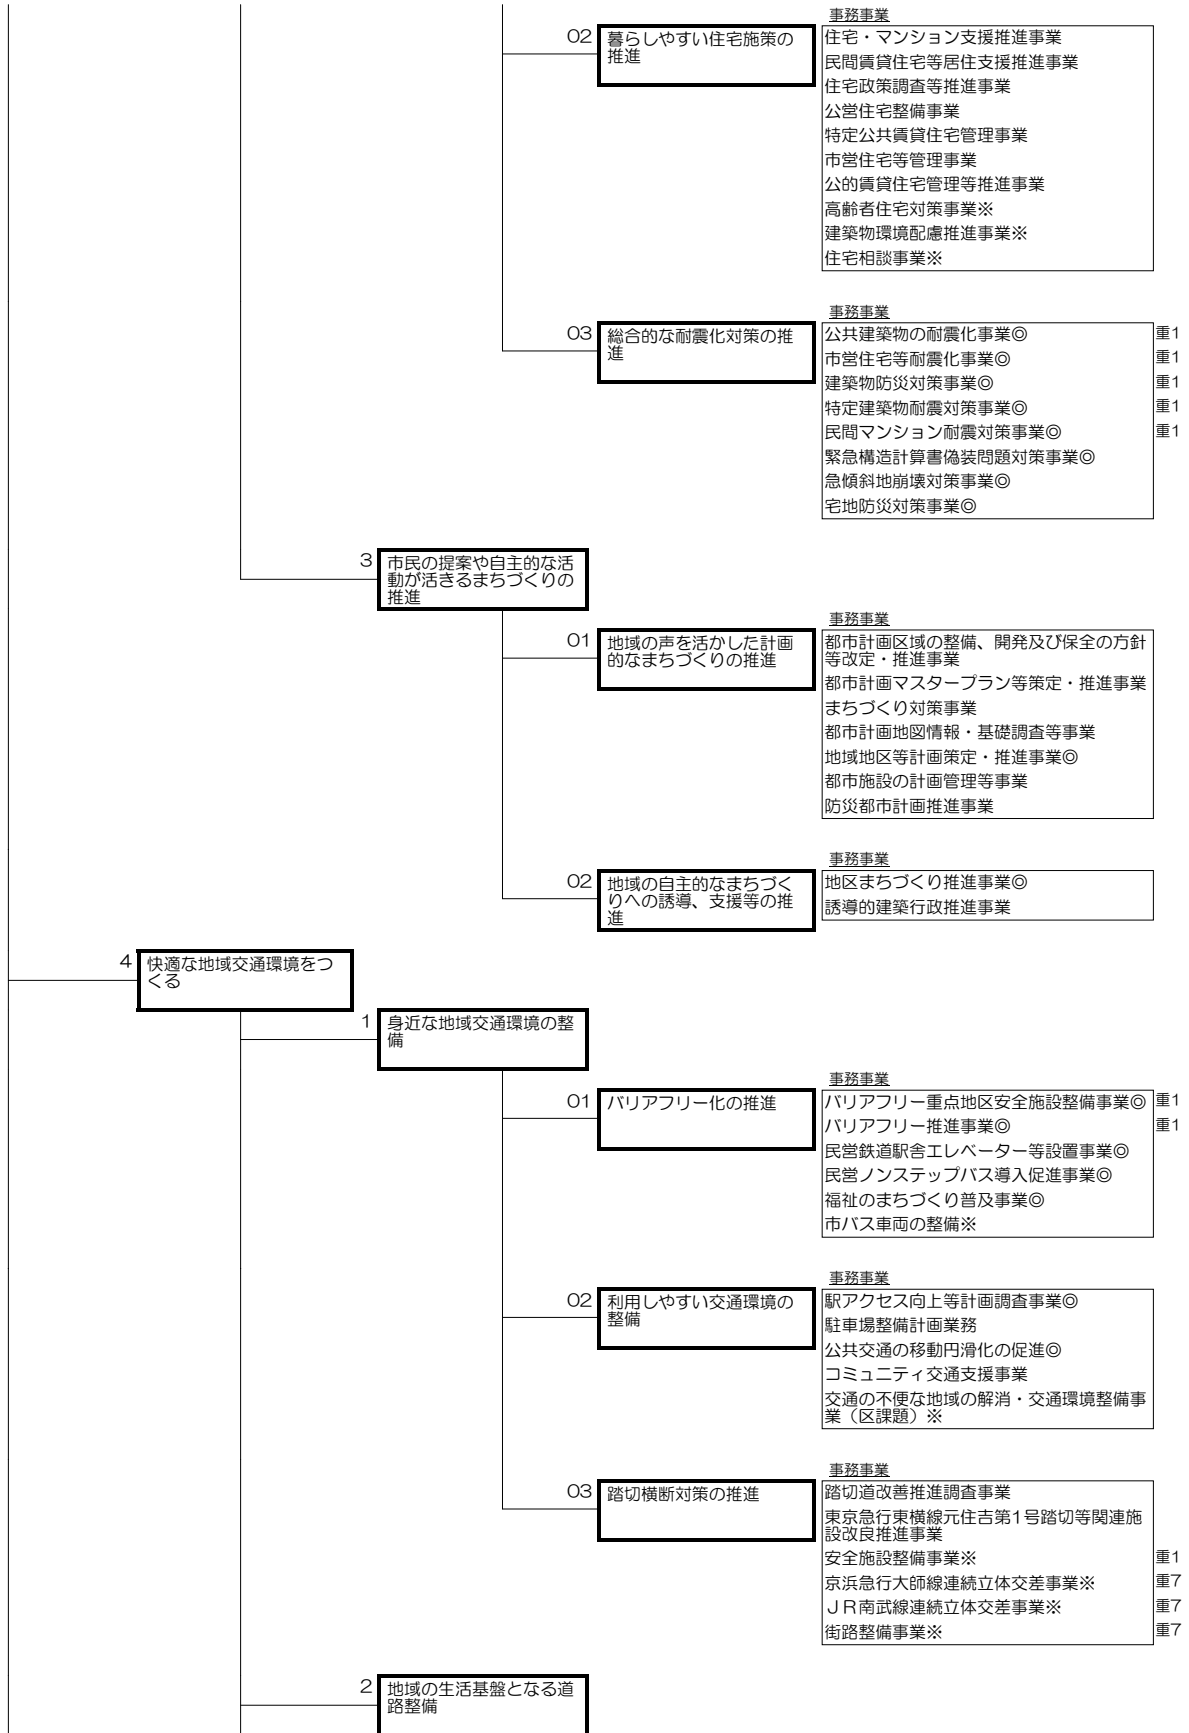 事務事業
02 暮らしやすい住宅施策の
推進
住宅・マンション支援推進事業
民間賃貸住宅等居住支援推進事業
住宅政策調査等推進事業
公営住宅整備事業
特定公共賃貸住宅管理事業
市営住宅等管理事業
公的賃貸住宅管理等推進事業
高齢者住宅対策事業※
建築物環境配慮推進事業※
住宅相談事業※
事務事業
03 総合的な耐震化対策の推
進
公共建築物の耐震化事業◎ 重1
市営住宅等耐震化事業◎ 重1
建築物防災対策事業◎ 重1
特定建築物耐震対策事業◎ 重1
民間マンション耐震対策事業◎ 重1
緊急構造計算書偽装問題対策事業◎
急傾斜地崩壊対策事業◎
宅地防災対策事業◎
3 市民の提案や自主的な活
動が活きるまちづくりの
推進
事務事業
01 地域の声を活かした計画
的なまちづくりの推進
都市計画区域の整備、開発及び保全の方針
等改定・推進事業
都市計画マスタープラン等策定・推進事業
まちづくり対策事業
都市計画地図情報・基礎調査等事業
地域地区等計画策定・推進事業◎
都市施設の計画管理等事業
防災都市計画推進事業
事務事業
02 地域の自主的なまちづく
りへの誘導、支援等の推
進
地区まちづくり推進事業◎
誘導的建築行政推進事業
4 快適な地域交通環境をつ
くる
1 身近な地域交通環境の整
備
事務事業
01 バリアフリー化の推進
バリアフリー重点地区安全施設整備事業◎ 重1
バリアフリー推進事業◎ 重1
民営鉄道駅舎エレベーター等設置事業◎
民営ノンステップバス導入促進事業◎
福祉のまちづくり普及事業◎
市バス車両の整備※
事務事業
02 利用しやすい交通環境の
整備
駅アクセス向上等計画調査事業◎
駐車場整備計画業務
公共交通の移動円滑化の促進◎
コミュニティ交通支援事業
交通の不便な地域の解消・交通環境整備事
業（区課題）※
事務事業
03 踏切横断対策の推進
踏切道改善推進調査事業
東京急行東横線元住吉第1号踏切等関連施
設改良推進事業
安全施設整備事業※ 重1
京浜急行大師線連続立体交差事業※ 重7
ＪＲ南武線連続立体交差事業※ 重7
街路整備事業※ 重7
2 地域の生活基盤となる道
路整備